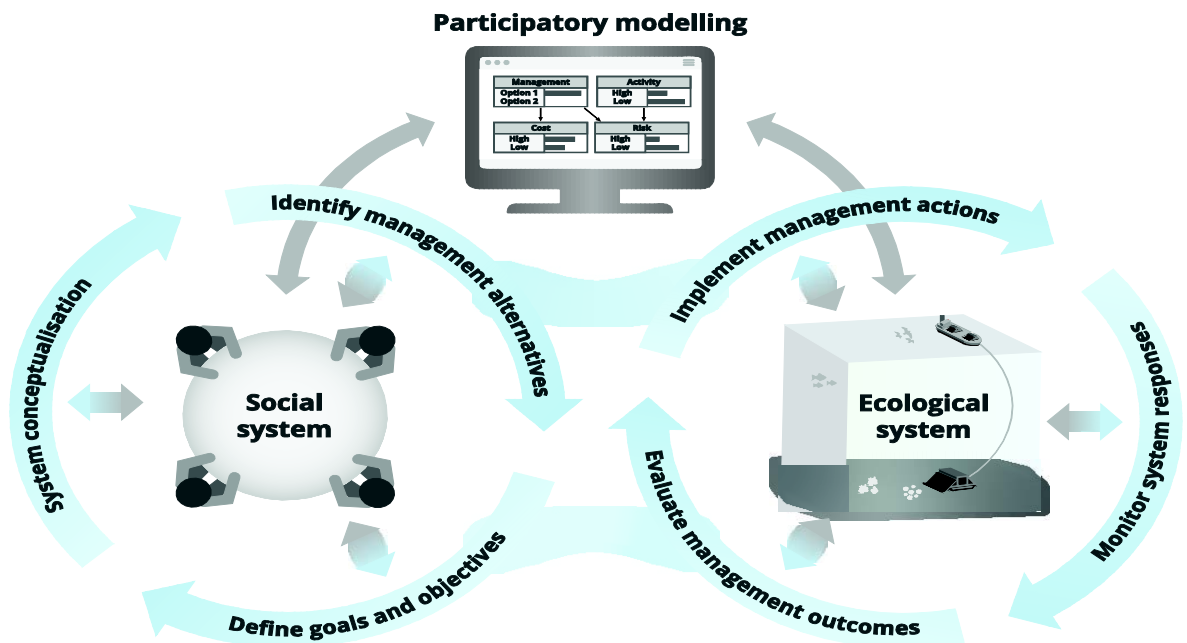 Participatory modelling
Management
Option 1
Option 2
Activity
High
Low
Cost
High
Low
Risk
High
Low
Identify management alternatives
Implement management actions
System conceptualisation
Social
system
Ecological
system
Monitor system responses
Define goals and objectives
Evaluate management outcomes